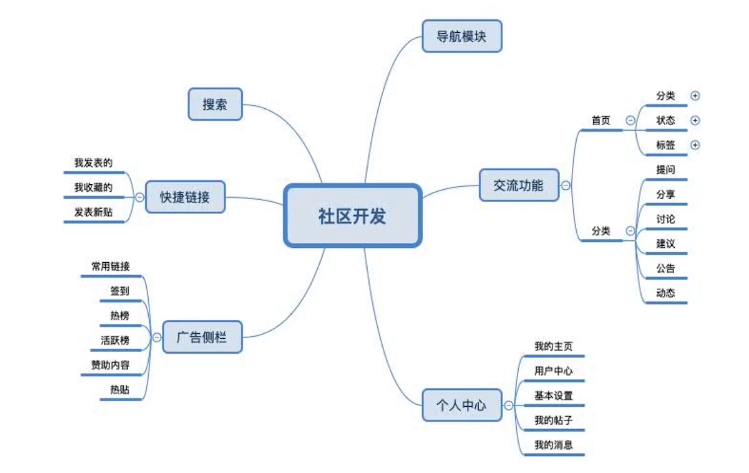 社区开发
导航模块
交流功能
首页
分类
状态
标签
分类
提问
分享
讨论
建议
公告
动态
个人中心
我的主页
用户中心
基本设置
我的帖子
我的消息
搜索
快捷链接
我发表的
我收藏的
发表新贴
广告侧栏
常用链接
签到
热榜
活跃榜
赞助内容
热贴